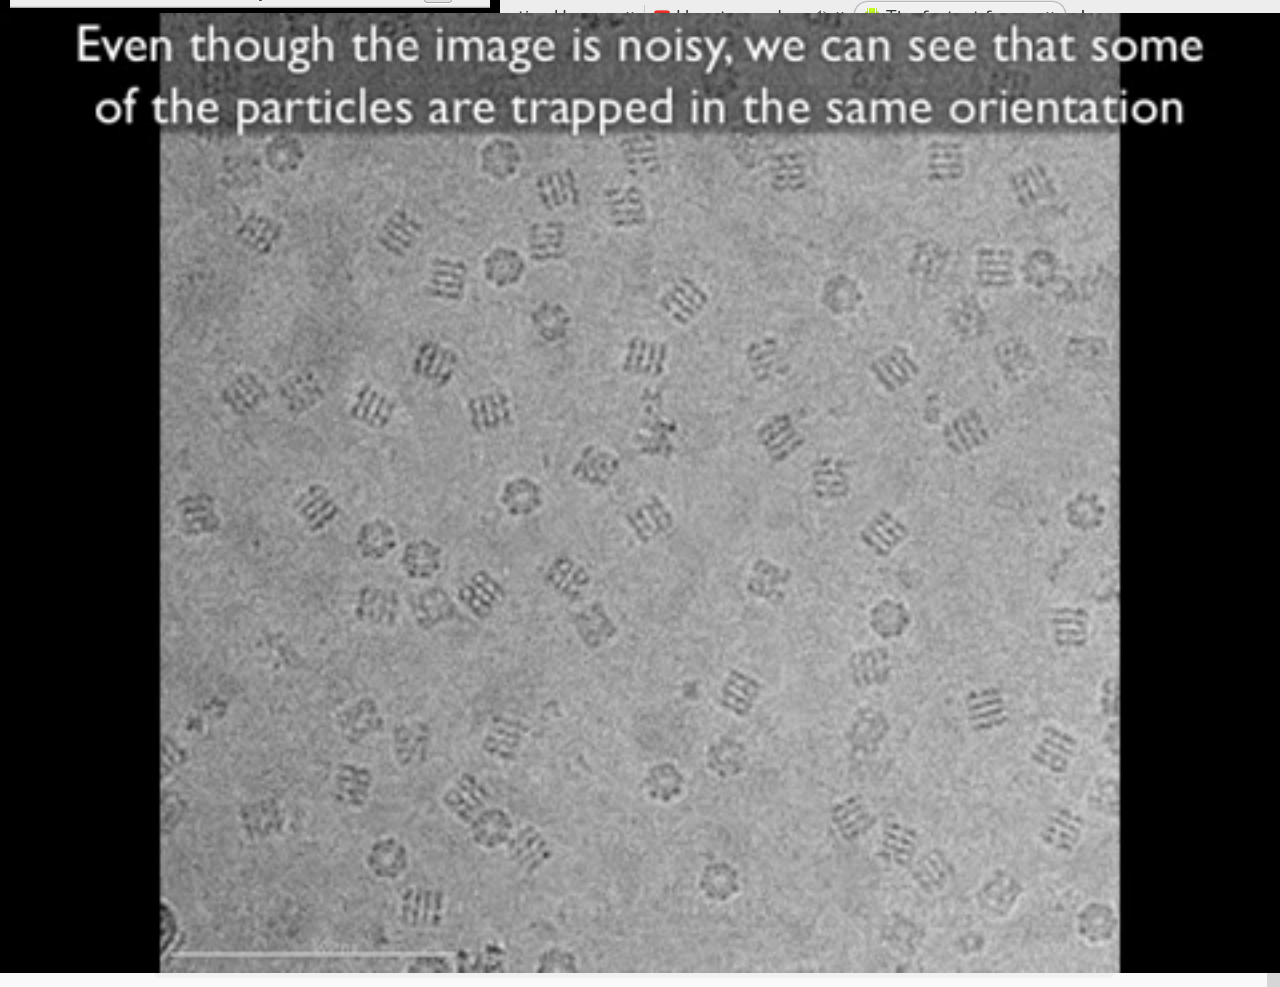 Even though the image is noisy, we can see that some
of the particles are trapped in the same orientation